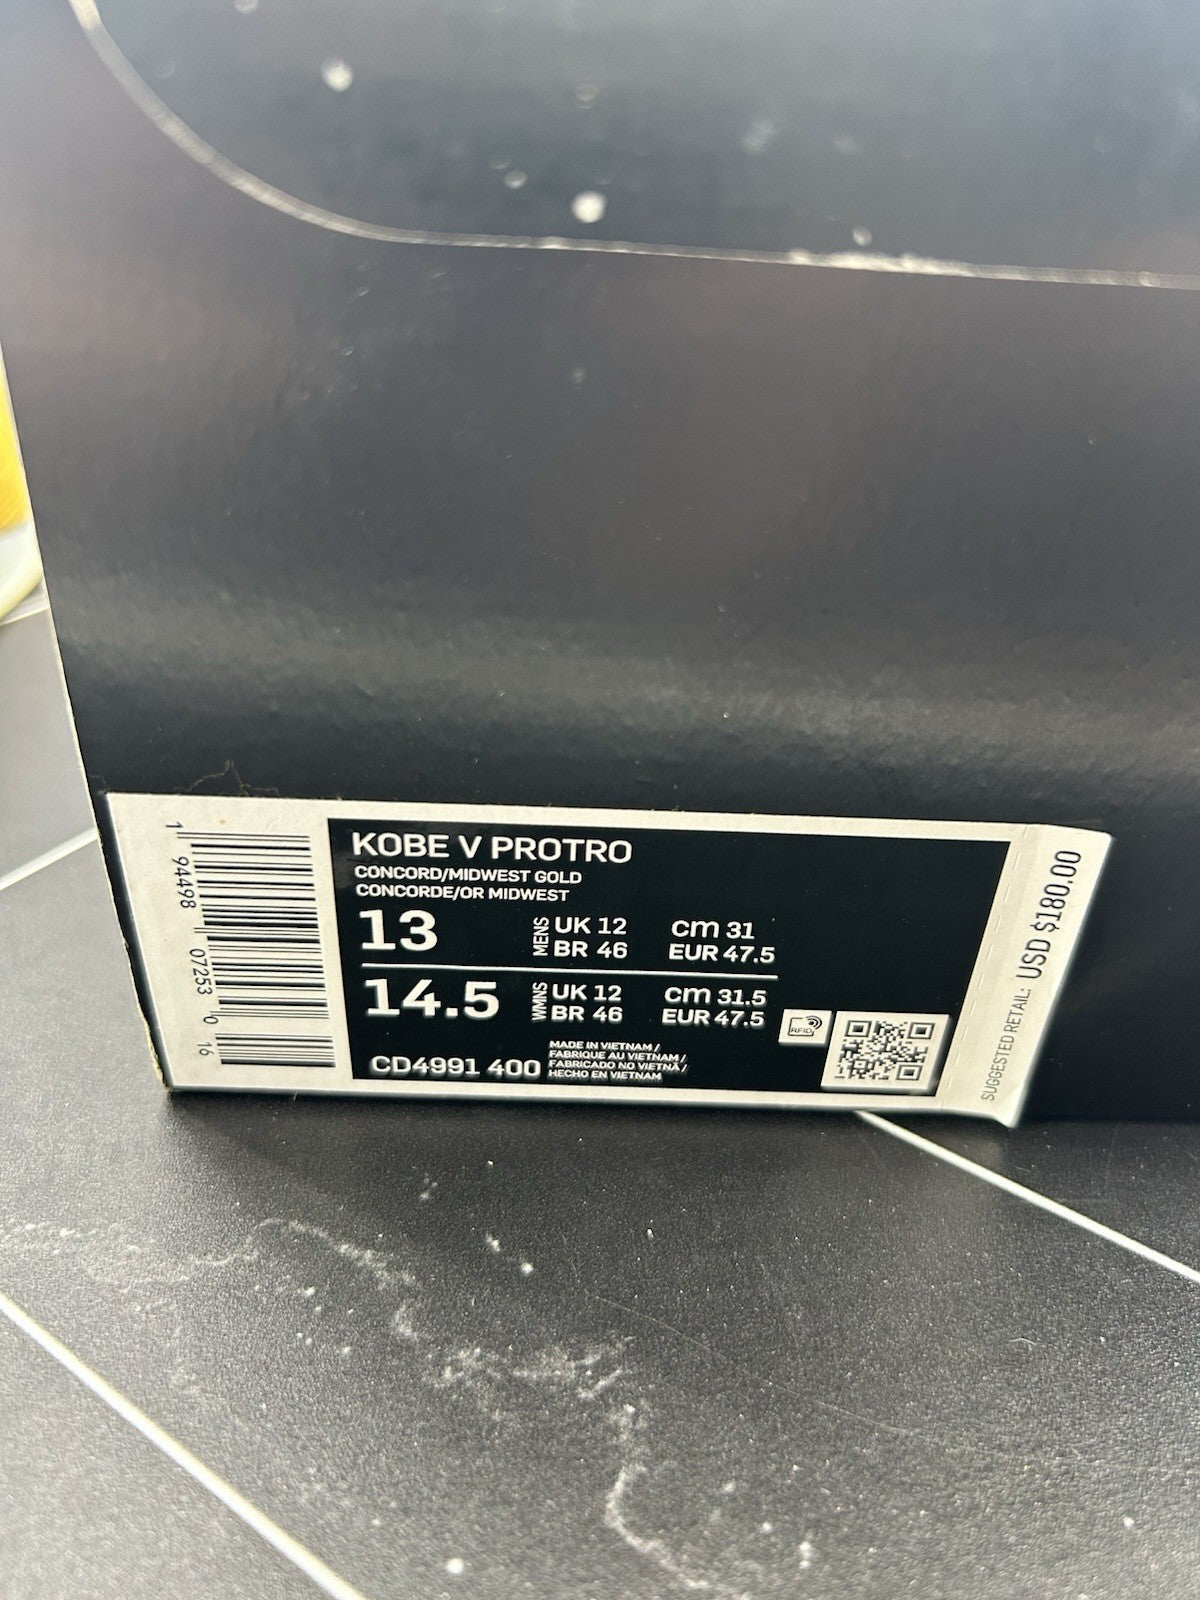 KOBE V PROTRO
CONCORD/MIDWEST GOLD
CONCORDE/OR MIDWEST
13 MENS UK 12 cm 31
BR 46 EUR 47.5
14.5 WMNS UK 12 cm 31.5
BR 46 EUR 47.5
CD4991 400
MADE IN VIETNAM /
FABRIQUE AU VIETNAM /
FABRICADO NO VIETNÃ /
HECHO EN VIETNAM
RFID
1 94498 07253 0 16
SUGGESTED RETAIL: USD $180.00